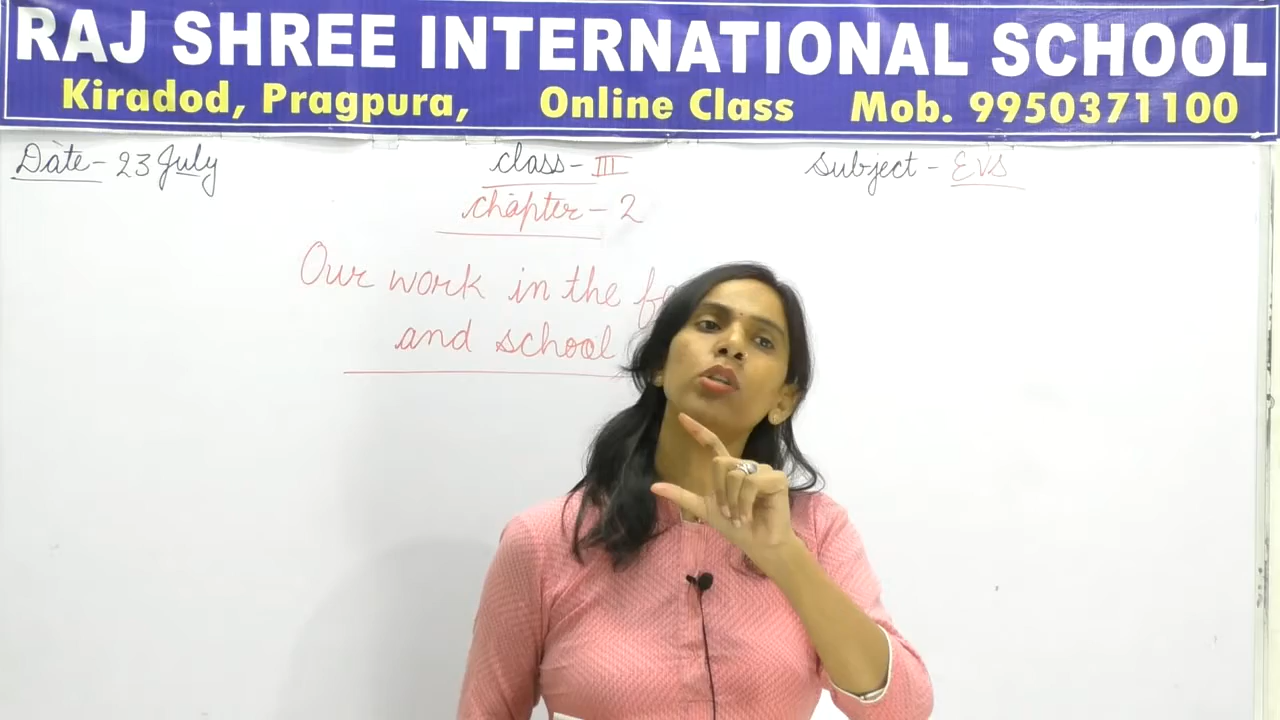 RAJ SHREE INTERNATIONAL SCHOOL
Kiradod, Pragpura, Online Class Mob. 9950371100
Date - 23 July class - III Subject - EVS
chapter - 2
Our work in the
and school